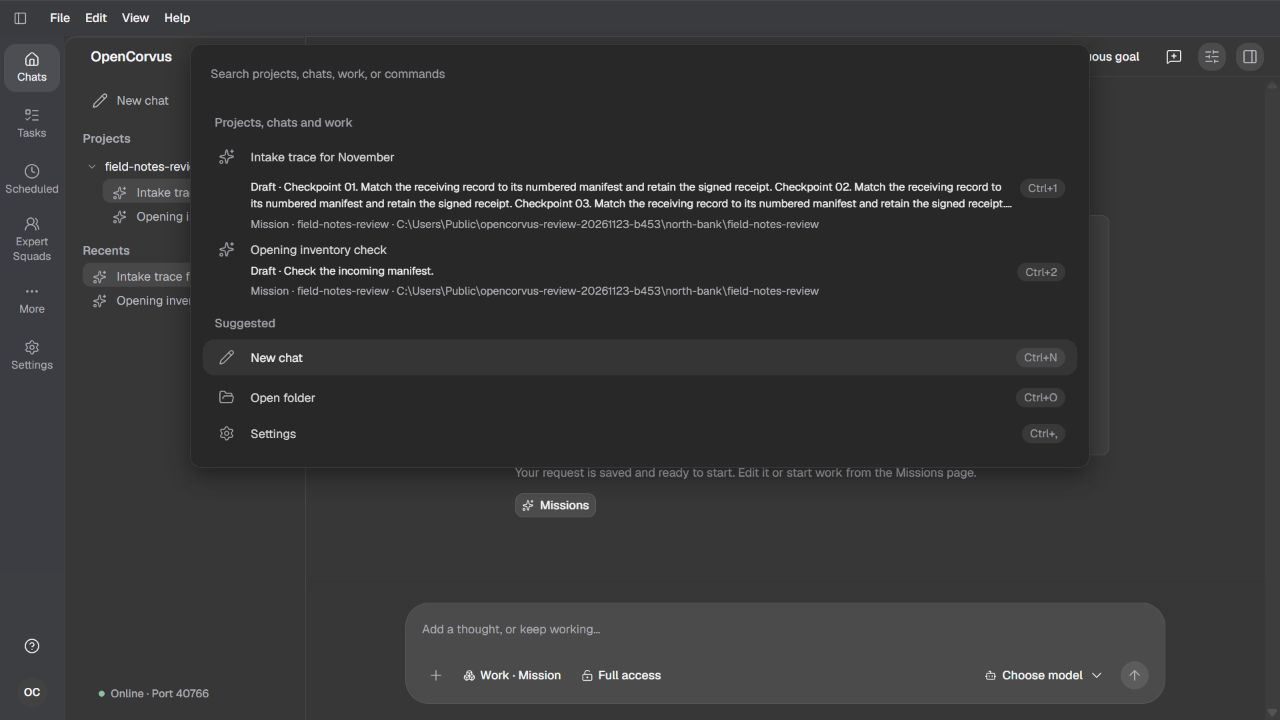 File Edit View Help
Chats
Tasks
Scheduled
Expert
Squads
More
Settings
OC
OpenCorvus
New chat
Projects
field-notes-revi
Intake tra
Opening i
Recents
Intake trace f
Opening inver
Online · Port 40766
ous goal
Search projects, chats, work, or commands
Projects, chats and work
Intake trace for November
Draft · Checkpoint 01. Match the receiving record to its numbered manifest and retain the signed receipt. Checkpoint 02. Match the receiving record to
its numbered manifest and retain the signed receipt. Checkpoint 03. Match the receiving record to its numbered manifest and retain the signed receipt....
Ctrl+1
Mission · field-notes-review · C:\Users\Public\opencorvus-review-20261123-b453\north-bank\field-notes-review
Opening inventory check
Draft · Check the incoming manifest.
Ctrl+2
Mission · field-notes-review · C:\Users\Public\opencorvus-review-20261123-b453\north-bank\field-notes-review
Suggested
New chat Ctrl+N
Open folder Ctrl+O
Settings Ctrl+,
Your request is saved and ready to start. Edit it or start work from the Missions page.
Missions
Add a thought, or keep working...
Work · Mission Full access Choose model